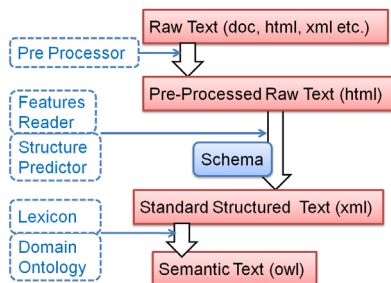 Raw Text (doc, html, xml etc.)
Pre Processor
Pre-Processed Raw Text (html)
Features
Reader
Structure
Predictor
Schema
Standard Structured Text (xml)
Lexicon
Domain
Ontology
Semantic Text (owl)